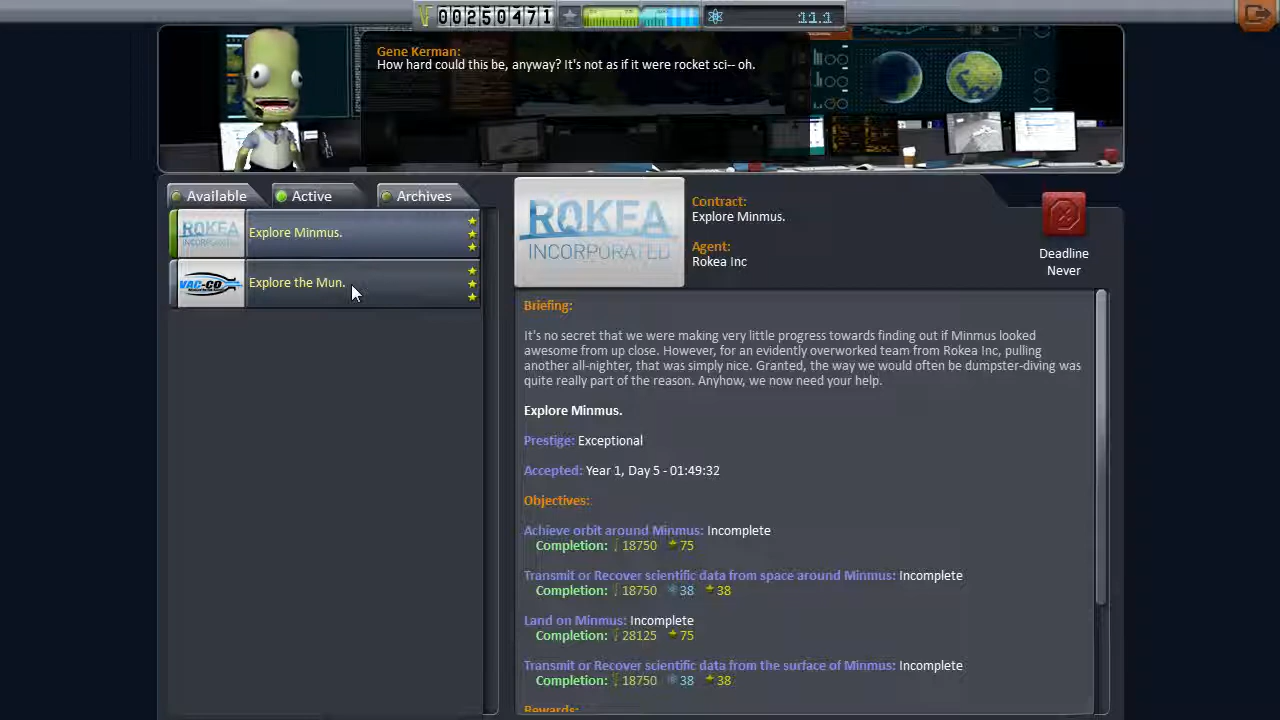 00250471
11.1
Gene Kerman:
How hard could this be, anyway? It's not as if it were rocket sci-- oh.
Available
Active
Archives
Explore Minmus.
VAC-CO
Explore the Mun.
ROKEA
INCORPORATED
Contract:
Explore Minmus.
Agent:
Rokea Inc
Deadline
Never
Briefing:
It's no secret that we were making very little progress towards finding out if Minmus looked
awesome from up close. However, for an evidently overworked team from Rokea Inc, pulling
another all-nighter, that was simply nice. Granted, the way we would often be dumpster-diving was
quite really part of the reason. Anyhow, we now need your help.
Explore Minmus.
Prestige: Exceptional
Accepted: Year 1, Day 5 - 01:49:32
Objectives:
Achieve orbit around Minmus: Incomplete
Completion: 18750 75
Transmit or Recover scientific data from space around Minmus: Incomplete
Completion: 18750 38 38
Land on Minmus: Incomplete
Completion: 28125 75
Transmit or Recover scientific data from the surface of Minmus: Incomplete
Completion: 18750 38 38
Rewards: